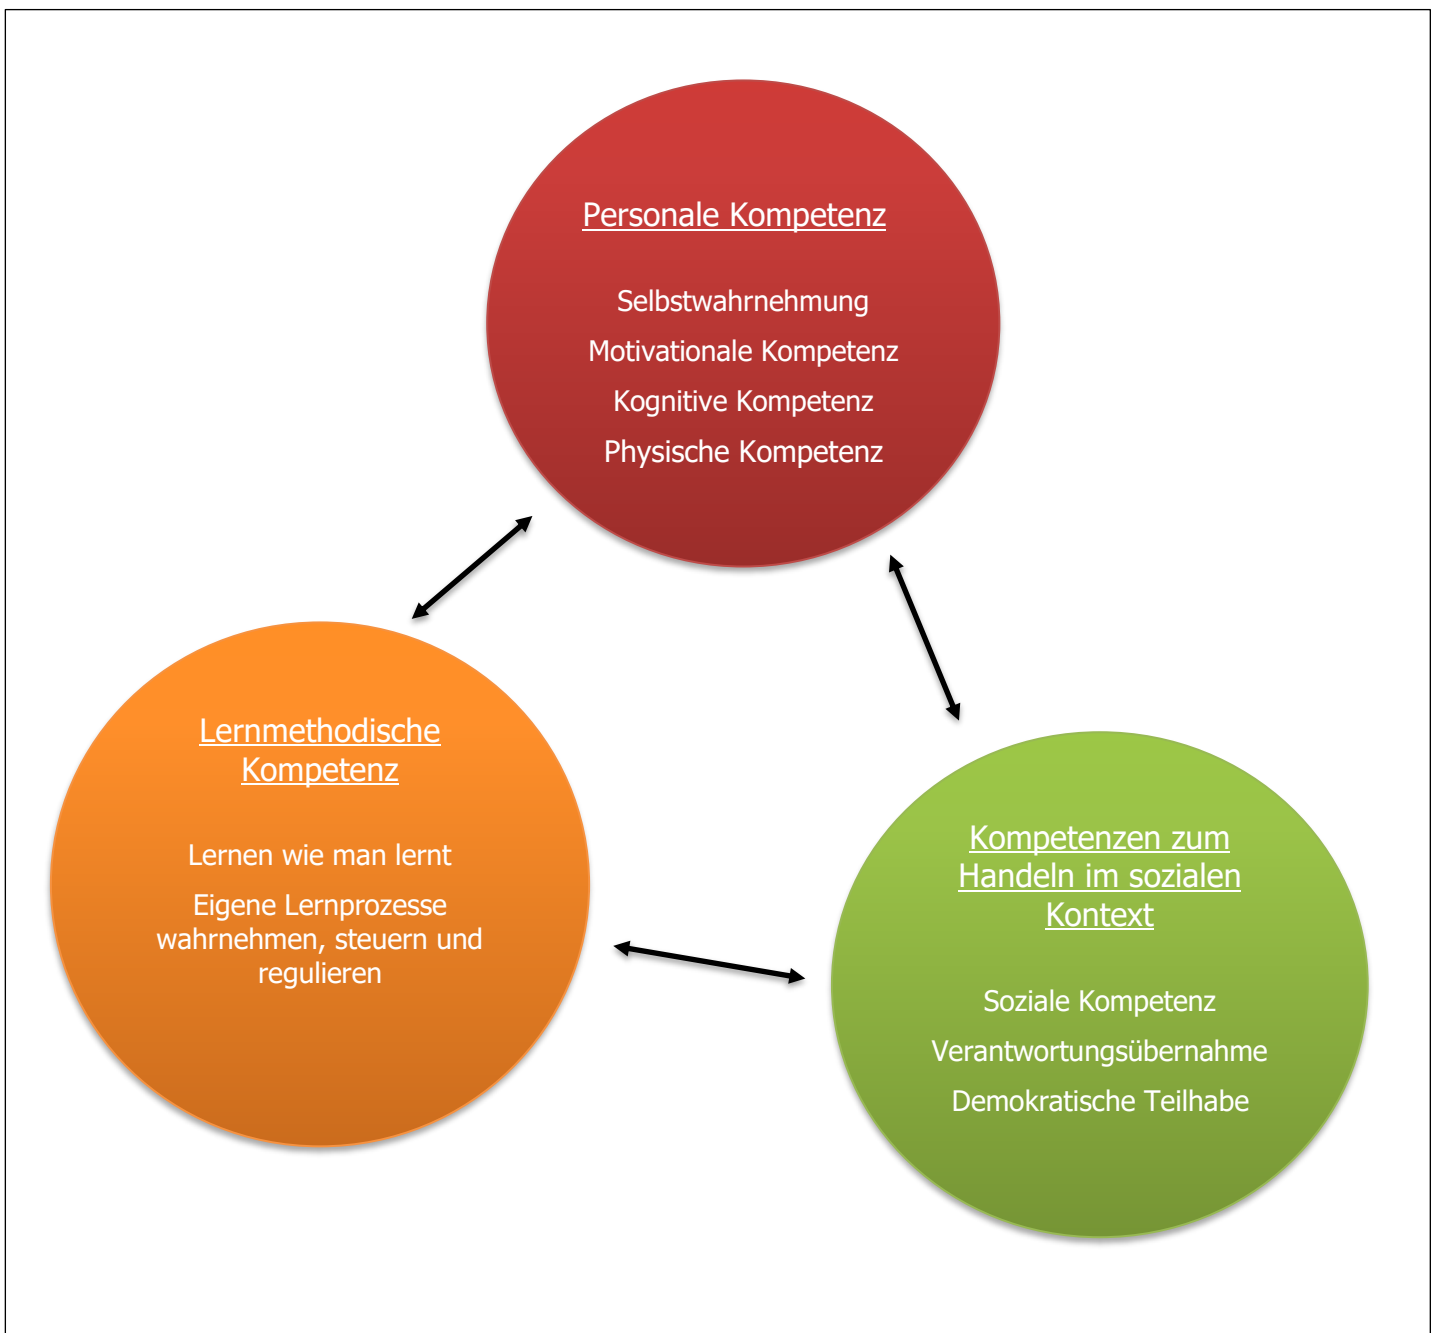 Personale Kompetenz
Selbstwahrnehmung
Motivationale Kompetenz
Kognitive Kompetenz
Physische Kompetenz
Lernmethodische
Kompetenz
Lernen wie man lernt
Eigene Lernprozesse
wahrnehmen, steuern und
regulieren
Kompetenzen zum
Handeln im sozialen
Kontext
Soziale Kompetenz
Verantwortungsübernahme
Demokratische Teilhabe